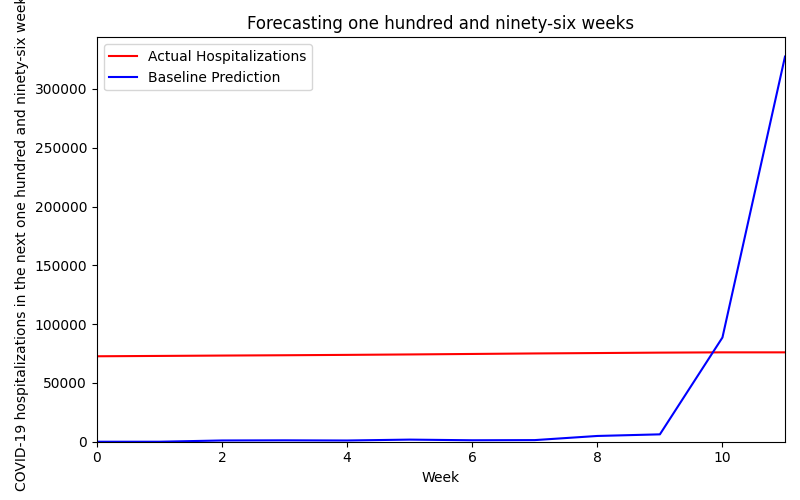 Forecasting one hundred and ninety-six weeks
Actual Hospitalizations
Baseline Prediction
COVID-19 hospitalizations in the next one hundred and ninety-six week
300000
250000
200000
150000
100000
50000
0
0 2 4 6 8 10
Week